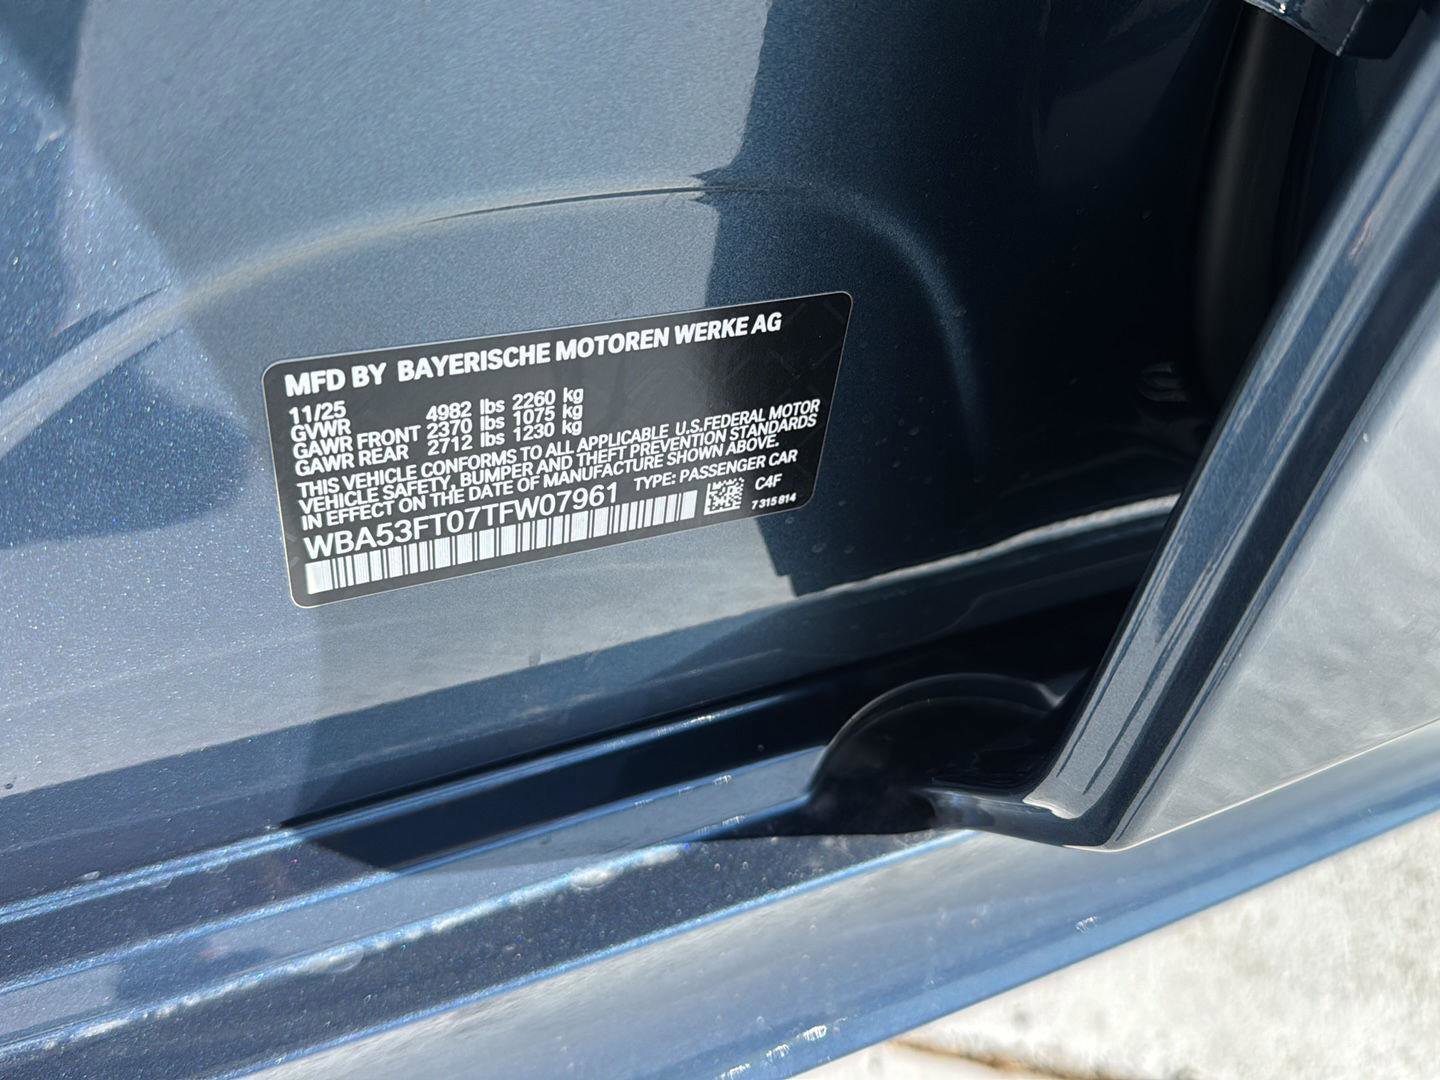 MFD BY BAYERISCHE MOTOREN WERKE AG
11/25
GVWR 4982 lbs 2260 kg
GAWR FRONT 2370 lbs 1075 kg
GAWR REAR 2712 lbs 1230 kg
THIS VEHICLE CONFORMS TO ALL APPLICABLE U.S.FEDERAL MOTOR
VEHICLE SAFETY, BUMPER AND THEFT PREVENTION STANDARDS
IN EFFECT ON THE DATE OF MANUFACTURE SHOWN ABOVE.
WBA53FT07TFW07961 TYPE: PASSENGER CAR
C4F
7 315 814